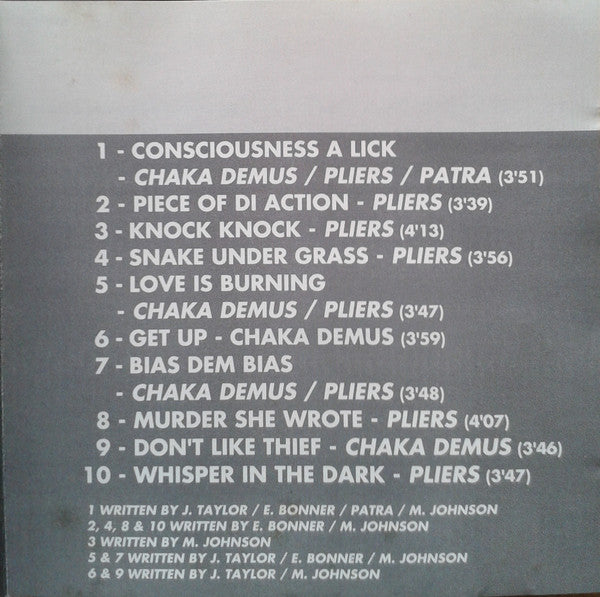 1 - CONSCIOUSNESS A LICK
- CHAKA DEMUS / PLIERS / PATRA (3'51)
2 - PIECE OF DI ACTION - PLIERS (3'39)
3 - KNOCK KNOCK - PLIERS (4'13)
4 - SNAKE UNDER GRASS - PLIERS (3'56)
5 - LOVE IS BURNING
- CHAKA DEMUS / PLIERS (3'47)
6 - GET UP - CHAKA DEMUS (3'59)
7 - BIAS DEM BIAS
- CHAKA DEMUS / PLIERS (3'48)
8 - MURDER SHE WROTE - PLIERS (4'07)
9 - DON'T LIKE THIEF - CHAKA DEMUS (3'46)
10 - WHISPER IN THE DARK - PLIERS (3'47)
1 WRITTEN BY J. TAYLOR / E. BONNER / PATRA / M. JOHNSON
2, 4, 8 & 10 WRITTEN BY E. BONNER / M. JOHNSON
3 WRITTEN BY M. JOHNSON
5 & 7 WRITTEN BY J. TAYLOR / E. BONNER / M. JOHNSON
6 & 9 WRITTEN BY J. TAYLOR / M. JOHNSON